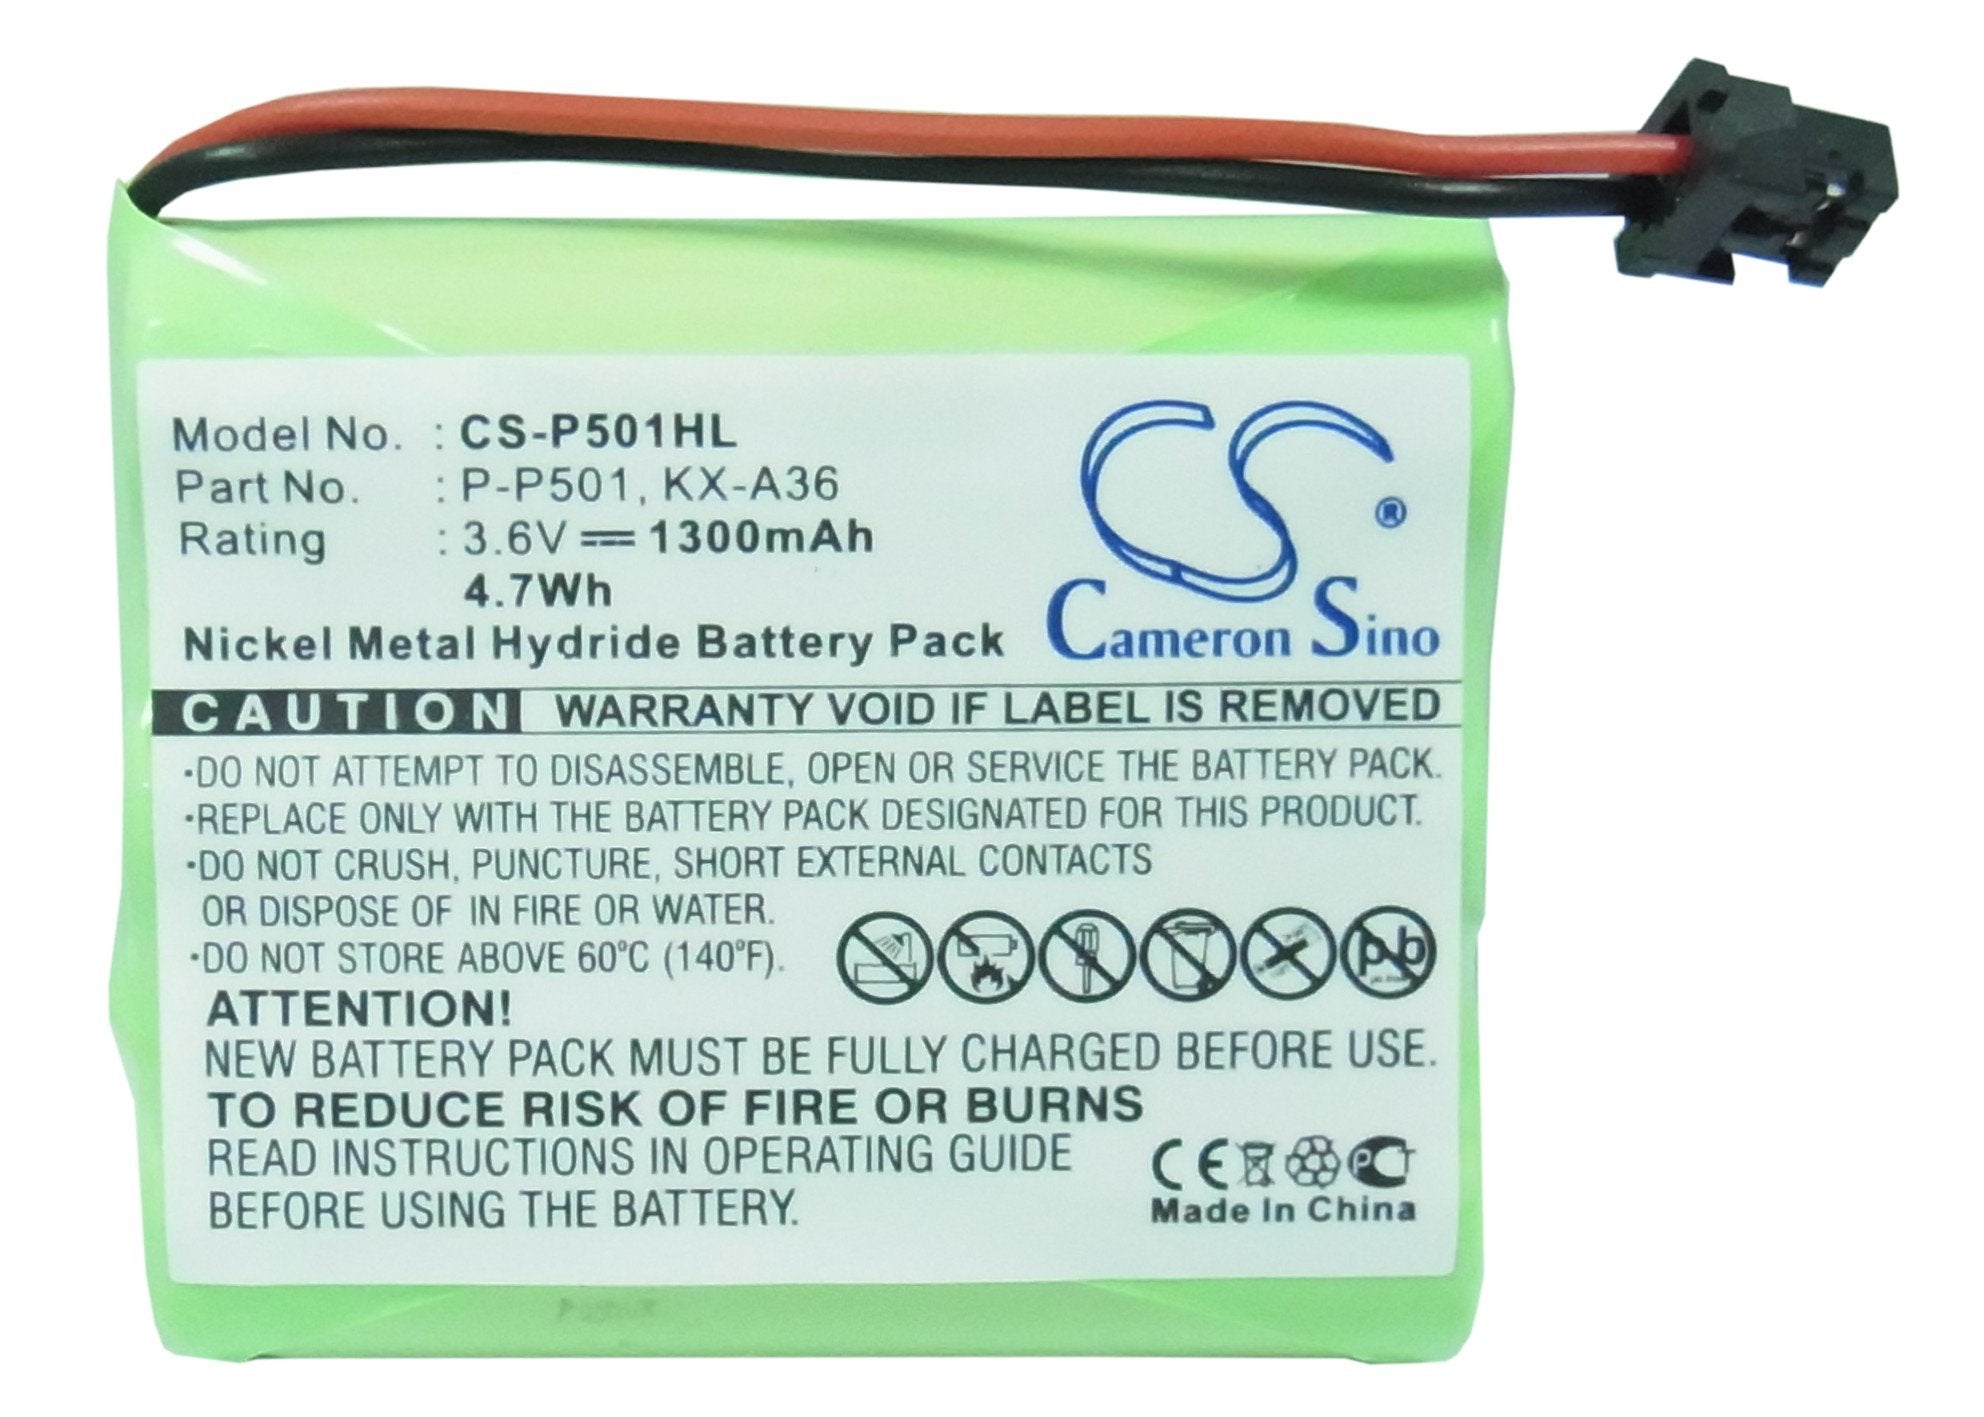 Model No. : CS-P501HL
Part No. : P-P501, KX-A36
Rating : 3.6V ⎓ 1300mAh
4.7Wh
Nickel Metal Hydride Battery Pack
CS ®
Cameron Sino
CAUTION WARRANTY VOID IF LABEL IS REMOVED
·DO NOT ATTEMPT TO DISASSEMBLE, OPEN OR SERVICE THE BATTERY PACK.
·REPLACE ONLY WITH THE BATTERY PACK DESIGNATED FOR THIS PRODUCT.
·DO NOT CRUSH, PUNCTURE, SHORT EXTERNAL CONTACTS
OR DISPOSE OF IN FIRE OR WATER.
·DO NOT STORE ABOVE 60ºC (140ºF).
Pb
ATTENTION!
NEW BATTERY PACK MUST BE FULLY CHARGED BEFORE USE.
TO REDUCE RISK OF FIRE OR BURNS
READ INSTRUCTIONS IN OPERATING GUIDE
BEFORE USING THE BATTERY.
CE PCT
Made In China